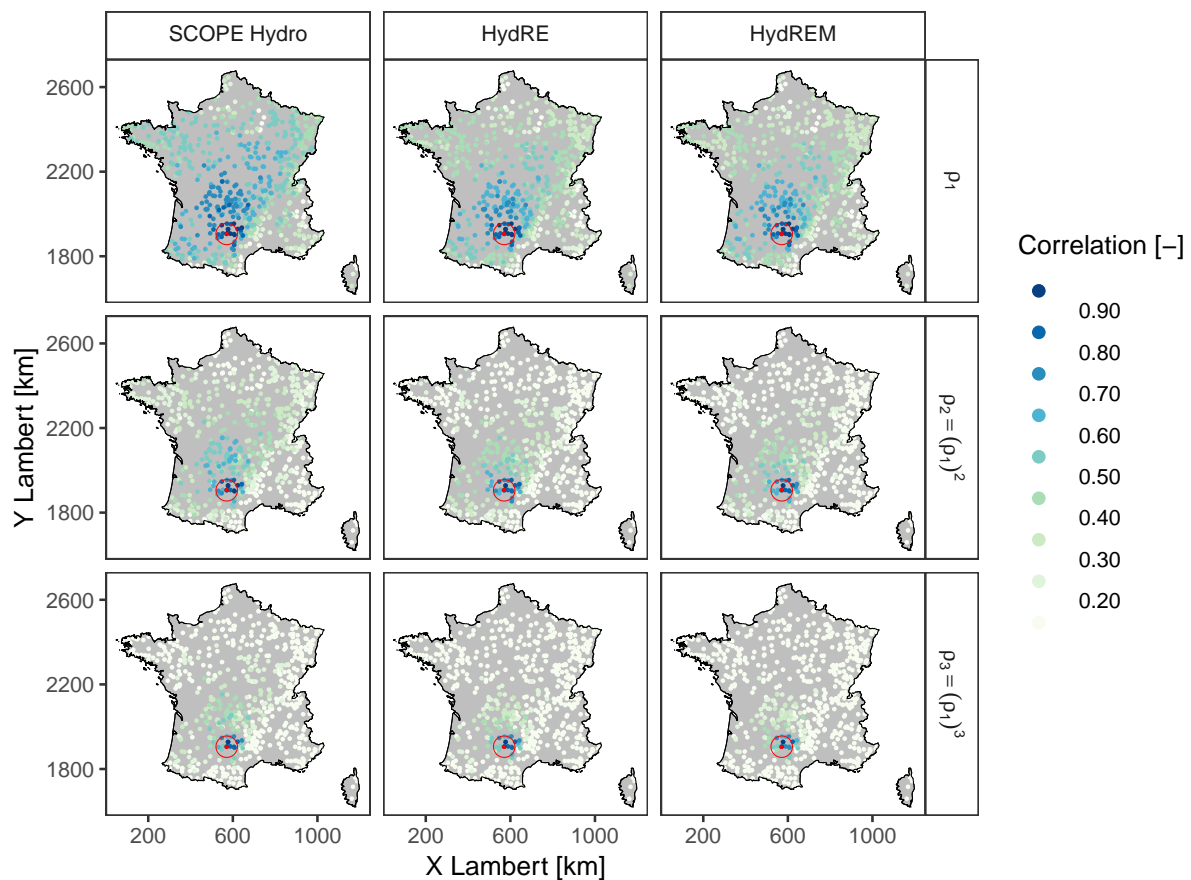 SCOPE Hydro HydRE HydREM
2600
2200
1800
ρ₁
2600
2200
1800
ρ₂ = (ρ₁)²
2600
2200
1800
ρ₃ = (ρ₁)³
200 600 1000 200 600 1000 200 600 1000
X Lambert [km]
Y Lambert [km]
Correlation [−]
0.90
0.80
0.70
0.60
0.50
0.40
0.30
0.20